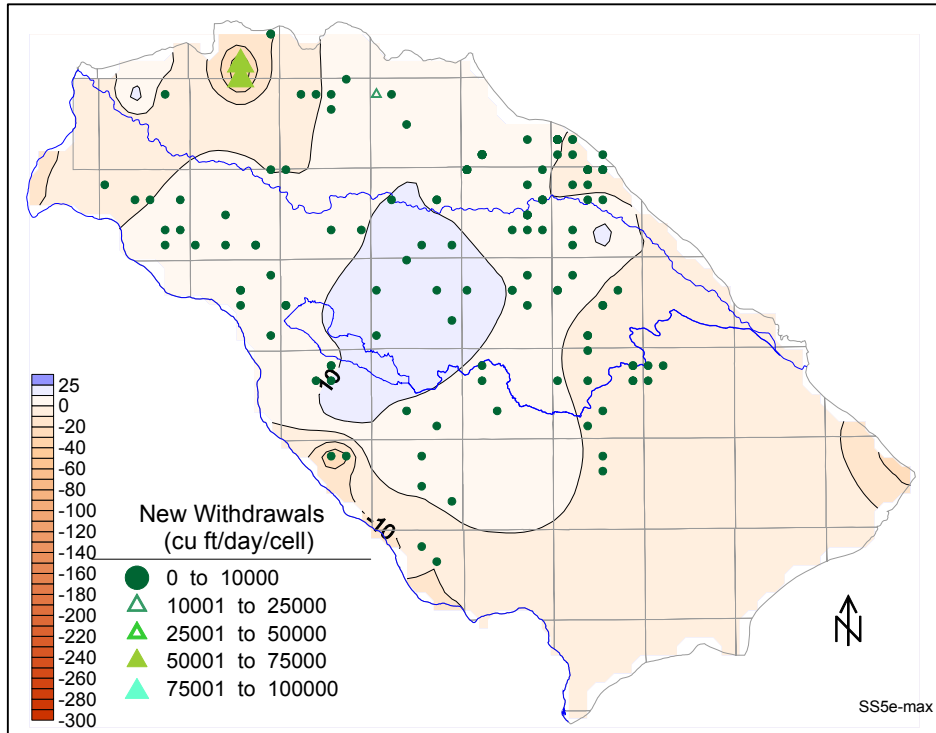 10
-10
25
0
-20
-40
-60
-80
-100
-120
-140
-160
-180
-200
-220
-240
-260
-280
-300
New Withdrawals
(cu ft/day/cell)
0 to 10000
10001 to 25000
25001 to 50000
50001 to 75000
75001 to 100000
N
SS5e-max